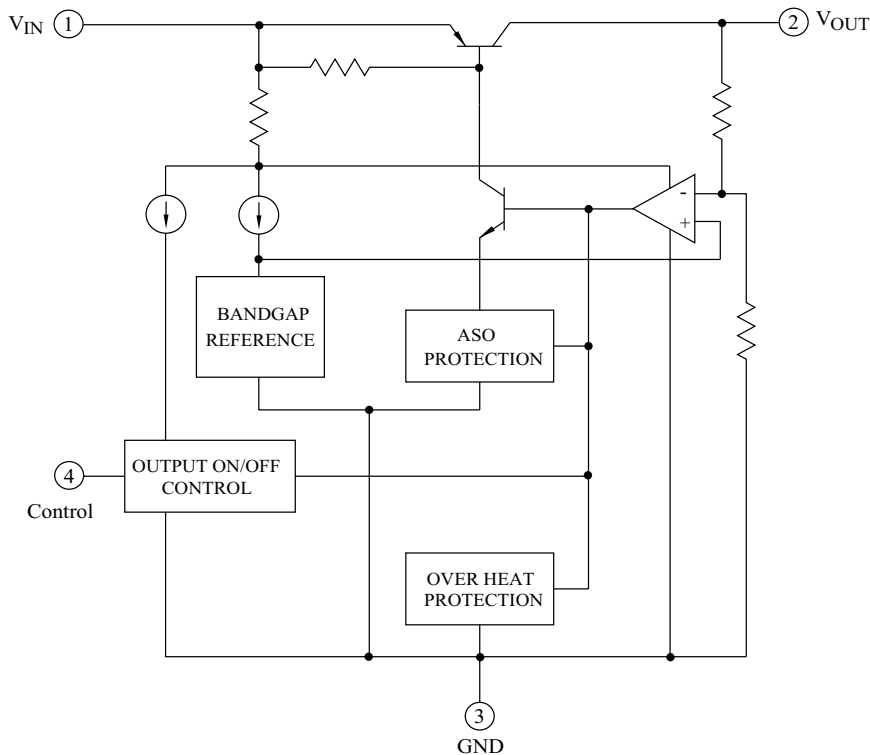 VIN 1
2 VOUT
-
+
BANDGAP
REFERENCE
ASO
PROTECTION
4
Control
OUTPUT ON/OFF
CONTROL
OVER HEAT
PROTECTION
3
GND